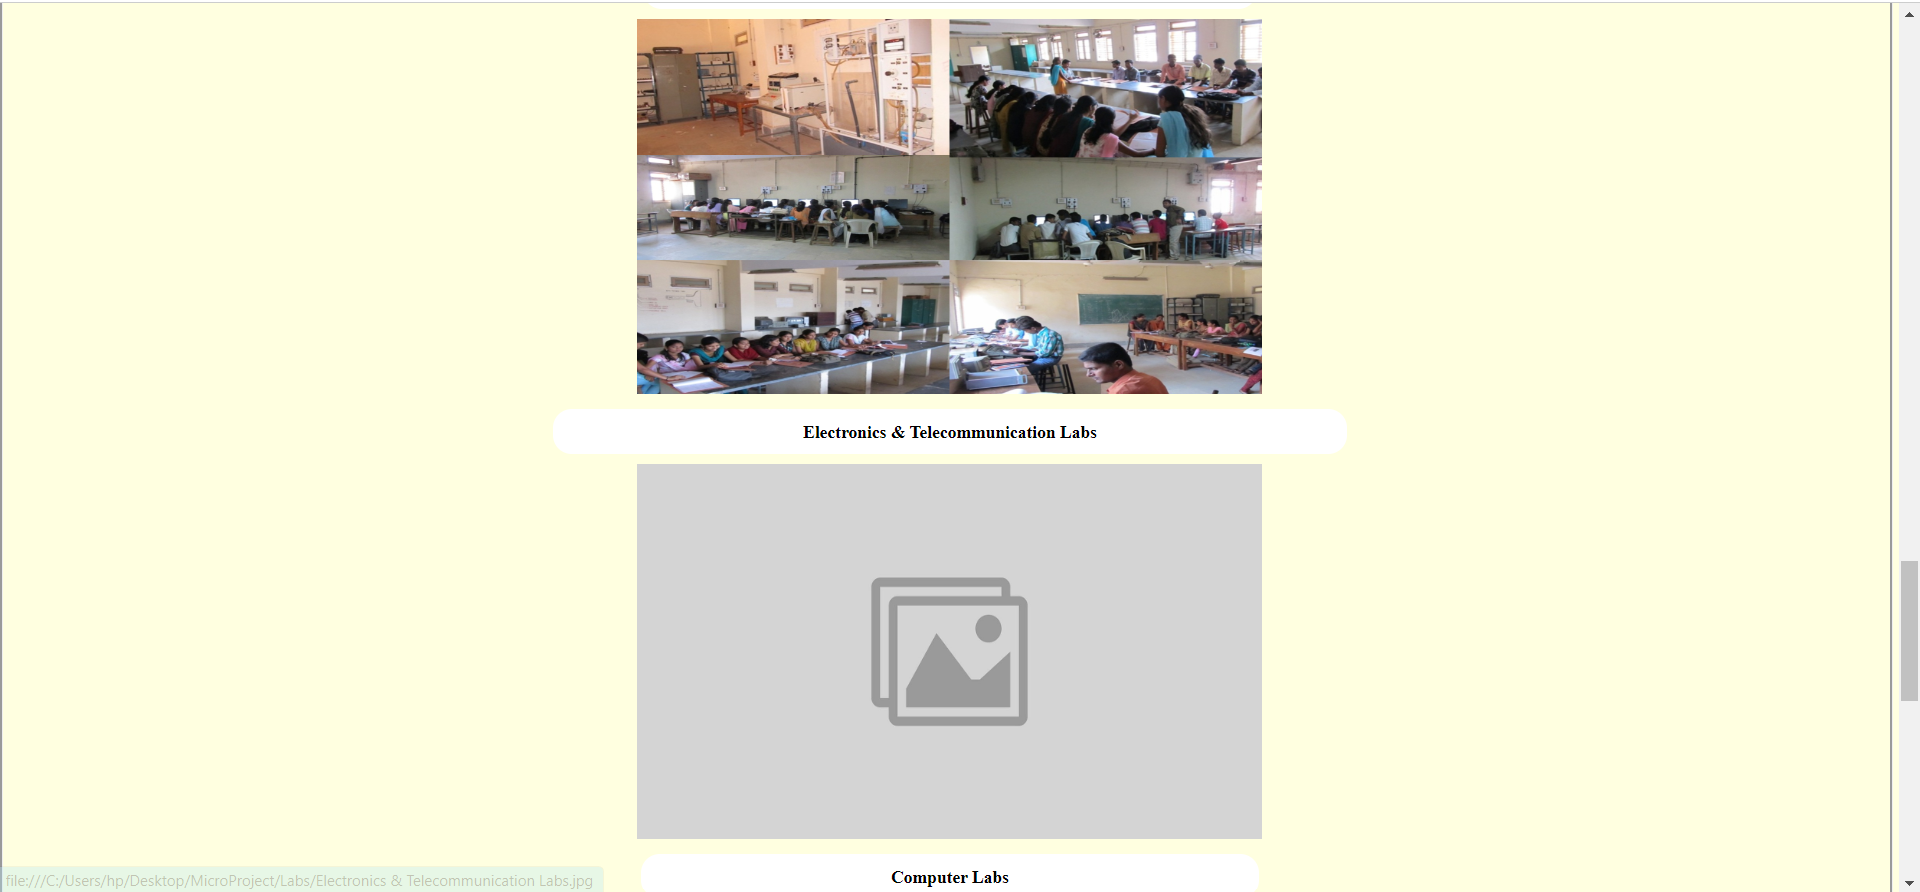 Electronics & Telecommunication Labs
Computer Labs
file:///C:/Users/hp/Desktop/MicroProject/Labs/Electronics & Telecommunication Labs.jpg